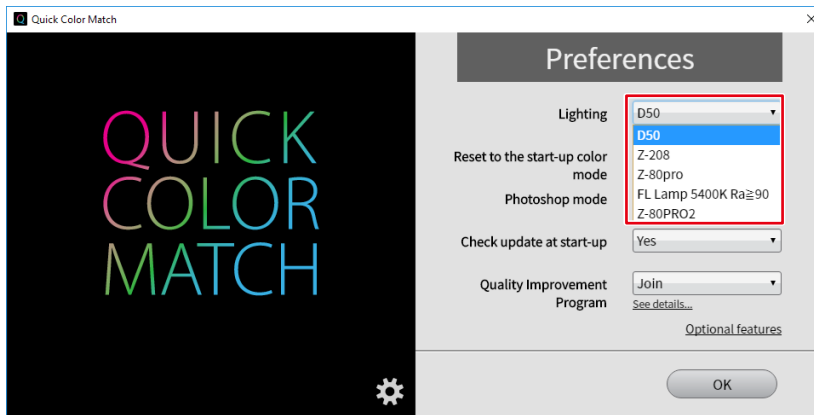 Quick Color Match
QUICK
COLOR
MATCH
Preferences
Lighting
D50
D50
Z-208
Z-80pro
FL Lamp 5400K Ra≧90
Z-80PRO2
Reset to the start-up color
mode
Photoshop mode
Check update at start-up
Yes
Quality Improvement
Program
Join
See details...
Optional features
OK